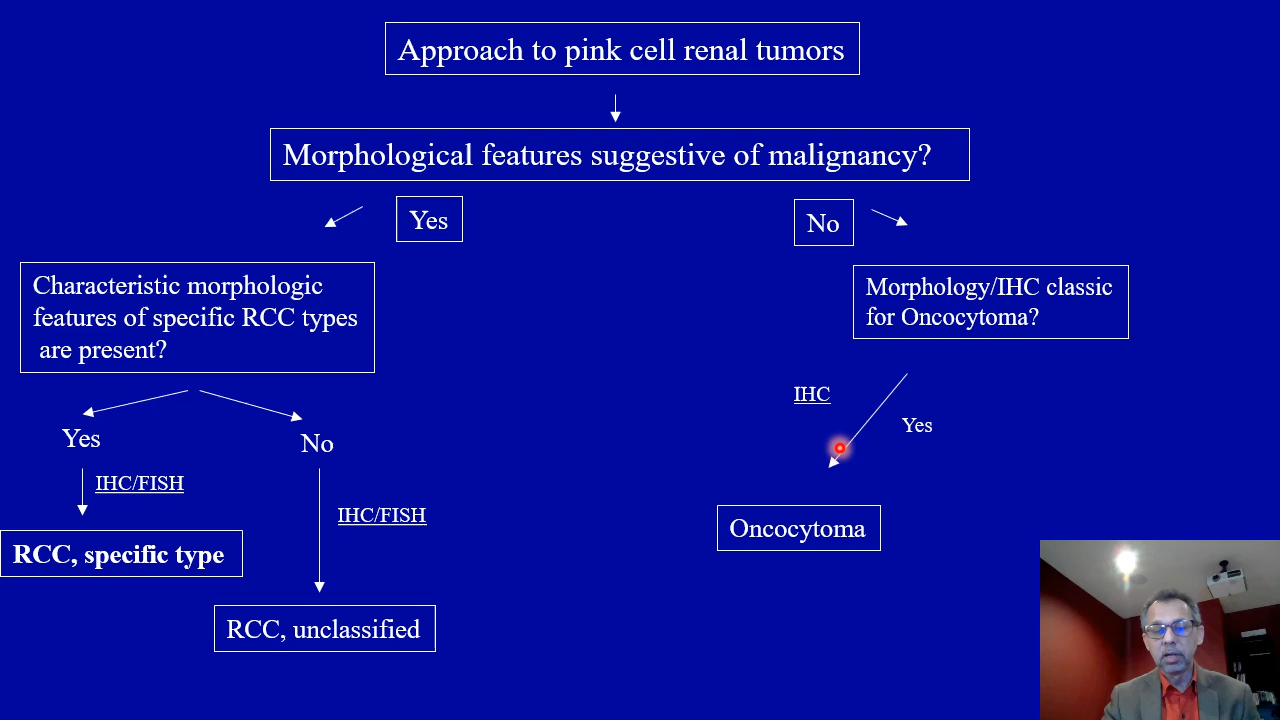 Approach to pink cell renal tumors
Morphological features suggestive of malignancy?
Yes
No
Characteristic morphologic
features of specific RCC types
are present?
Morphology/IHC classic
for Oncocytoma?
Yes
No
IHC
Yes
IHC/FISH
IHC/FISH
RCC, specific type
Oncocytoma
RCC, unclassified